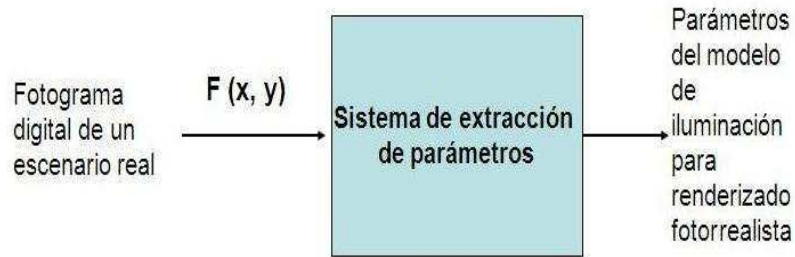 Fotograma
digital de un
escenario real
F (x, y)
Sistema de extracción
de parámetros
Parámetros
del modelo
de
iluminación
para
renderizado
fotorrealista